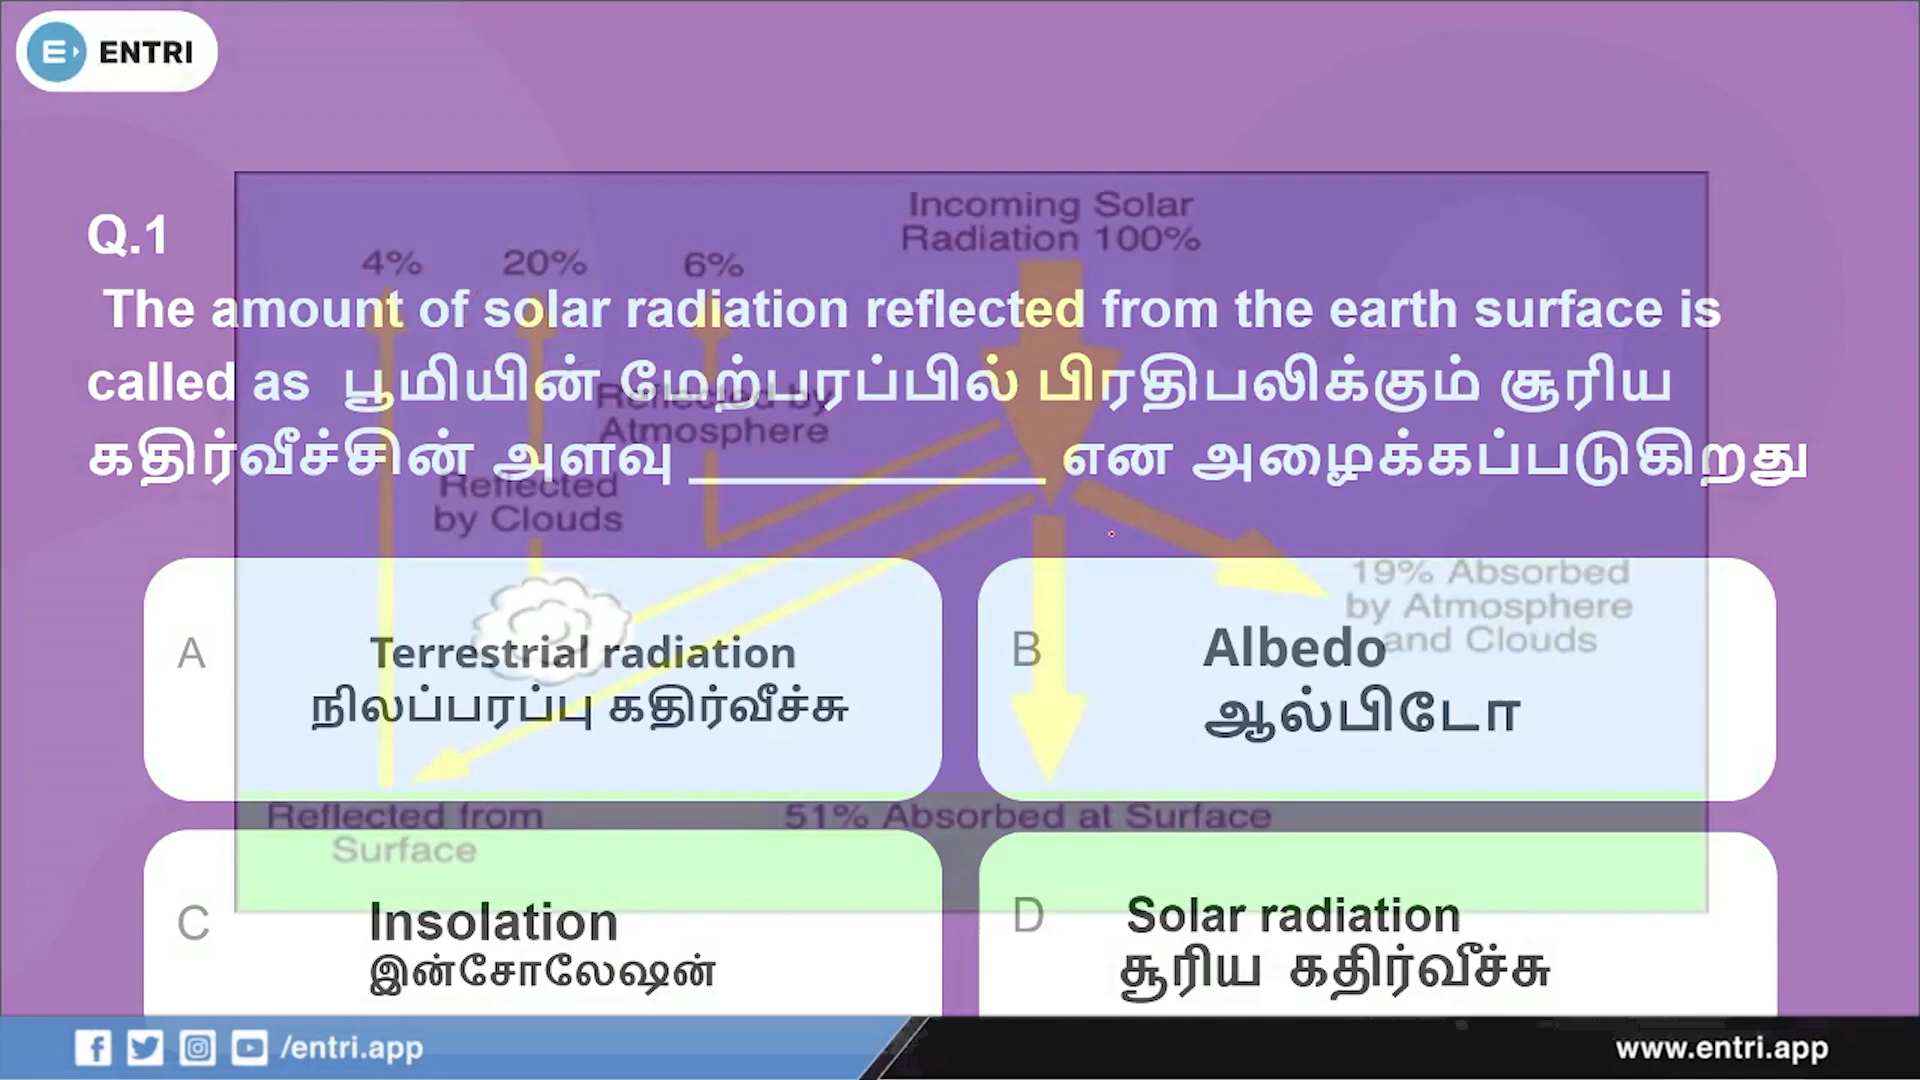 ENTRI
Incoming Solar
Radiation 100%
4% 20% 6%
Q.1
The amount of solar radiation reflected from the earth surface is
called as பூமியின் மேற்பரப்பில் பிரதிபலிக்கும் சூரிய
கதிர்வீச்சின் அளவு ____________ என அழைக்கப்படுகிறது
Reflected by
Atmosphere
Reflected
by Clouds
19% Absorbed
by Atmosphere
and Clouds
A
Terrestrial radiation
நிலப்பரப்பு கதிர்வீச்சு
B
Albedo
ஆல்பிடோ
Reflected from
Surface
51% Absorbed at Surface
C
Insolation
இன்சோலேஷன்
D
Solar radiation
சூரிய கதிர்வீச்சு
/entri.app
www.entri.app